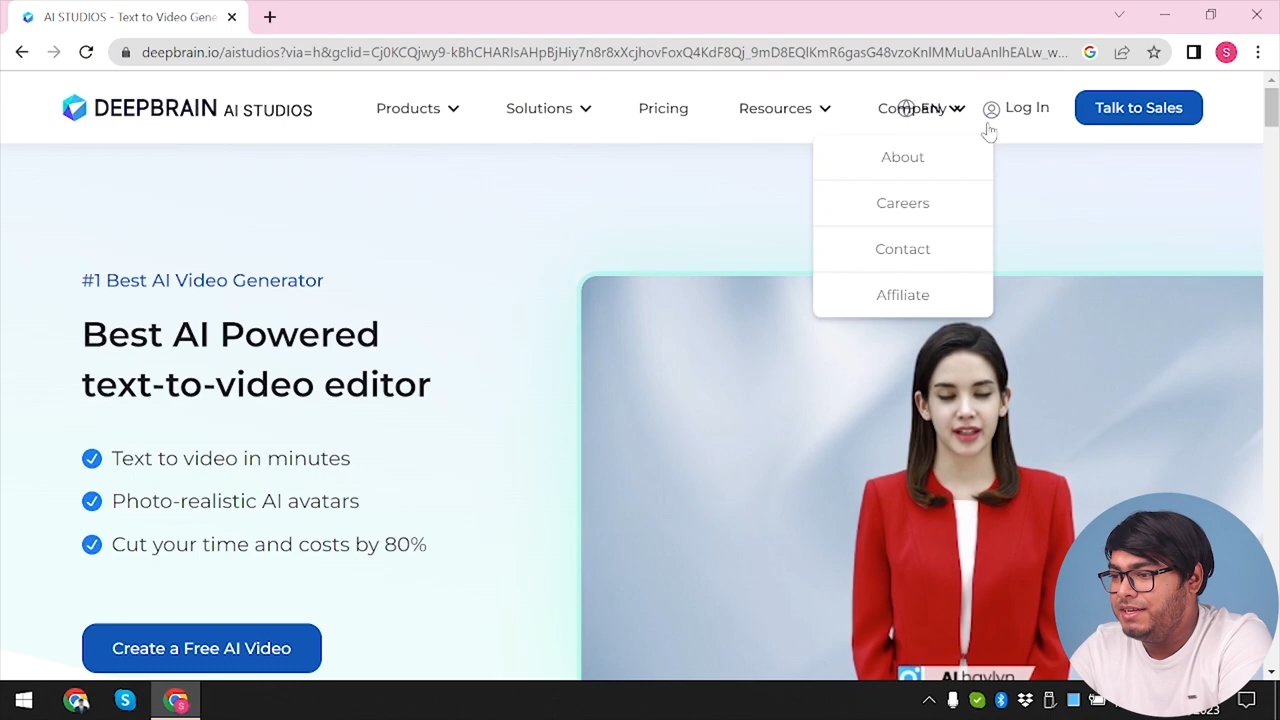 AI STUDIOS - Text to Video Gene
deepbrain.io/aistudios?via=h&gclid=Cj0KCQjwy9-kBhCHARIsAHpBjHiy7n8r8xXcjhovFoxQ4KdF8Qj_9mD8EQlKmR6gasG48vzoKnlMMuUaAnlhEALw_w...
S
DEEPBRAIN AI STUDIOS
Products
Solutions
Pricing
Resources
Company
EN
Log In
Talk to Sales
About
Careers
Contact
Affiliate
#1 Best AI Video Generator
Best AI Powered
text-to-video editor
Text to video in minutes
Photo-realistic AI avatars
Cut your time and costs by 80%
Create a Free AI Video